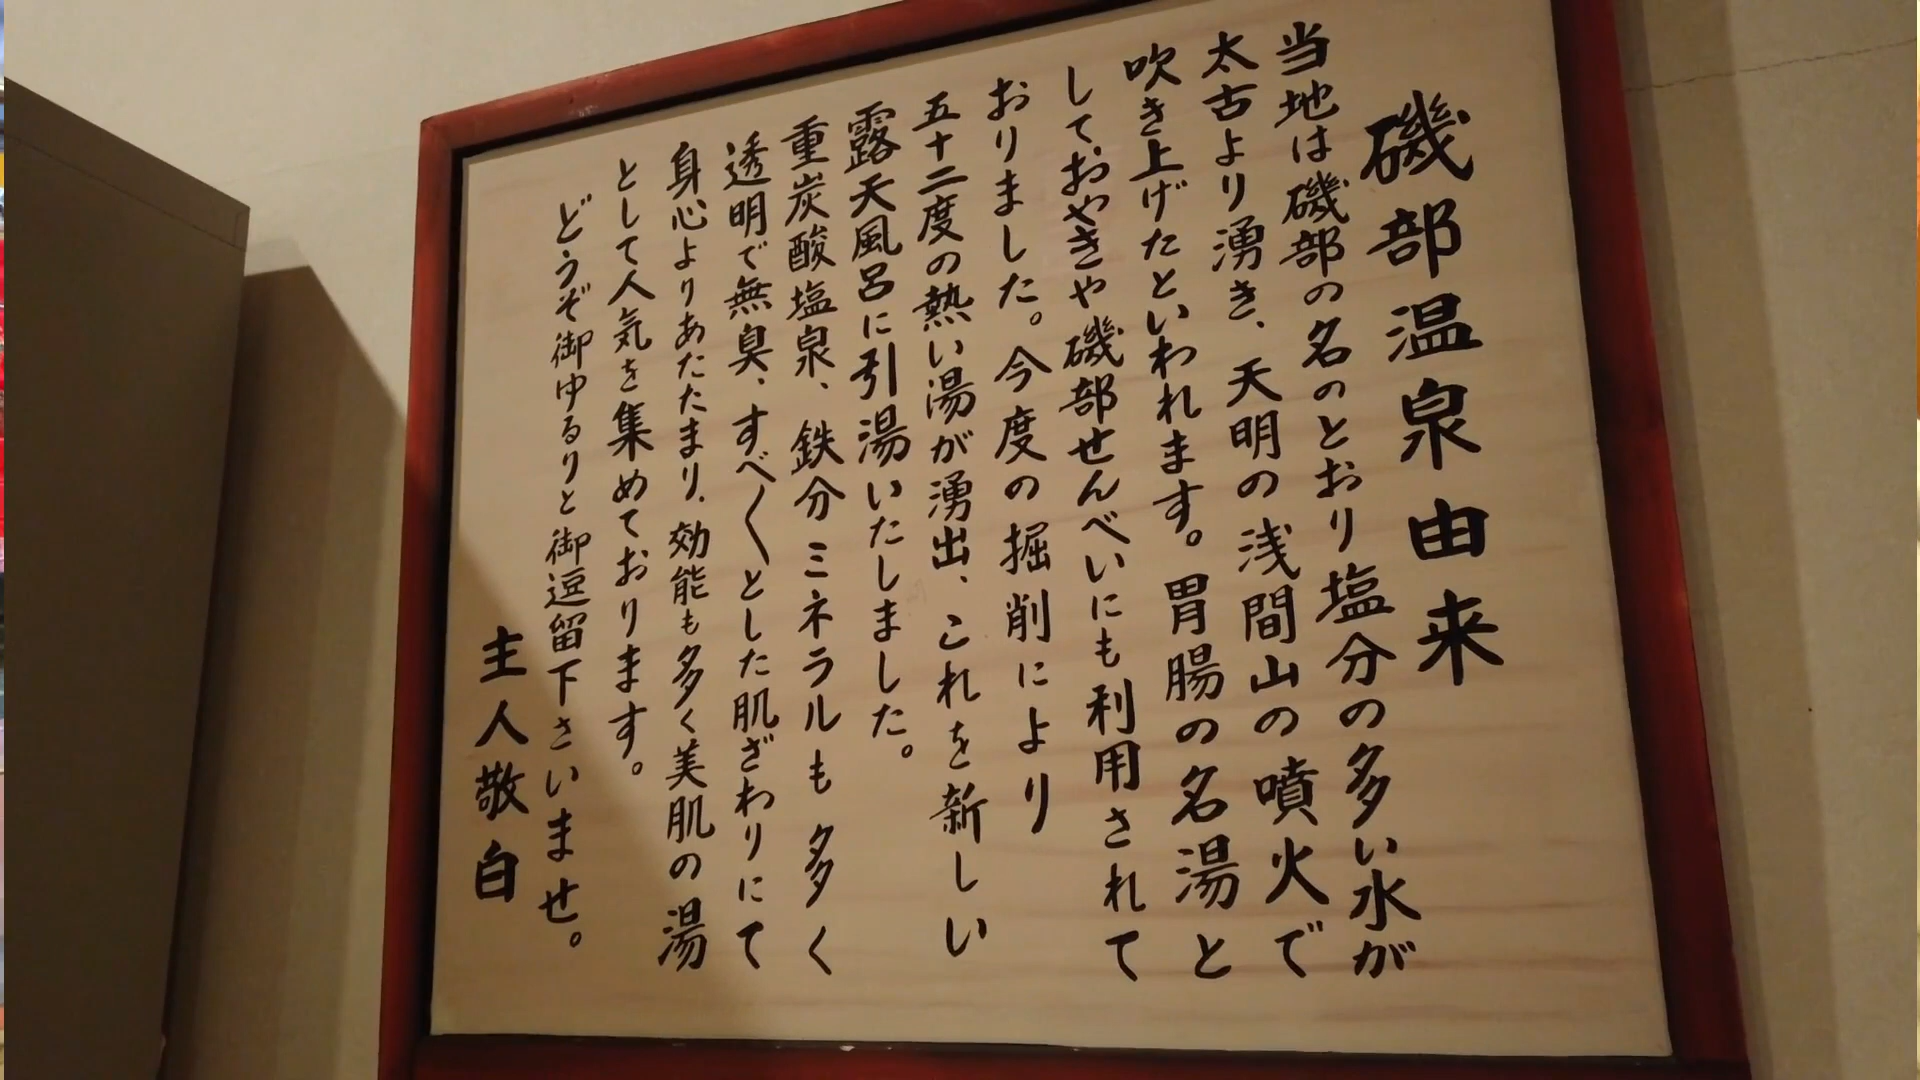 磯部温泉由来
当地は磯部の名のとおり塩分の多い水が
太古より湧き、天明の浅間山の噴火で
吹き上げたといわれます。胃腸の名湯と
しておやきや磯部せんべいにも利用されて
おりました。今度の掘削により
五十二度の熱い湯が湧出、これを新しい
露天風呂に引湯いたしました。
重炭酸塩泉、鉄分ミネラルも多く
透明で無臭、すべ〱とした肌ざわりにて
身心よりあたたまり、効能も多く美肌の湯
として人気を集めております。
どうぞ御ゆるりと御逗留下さいませ。
主人敬白